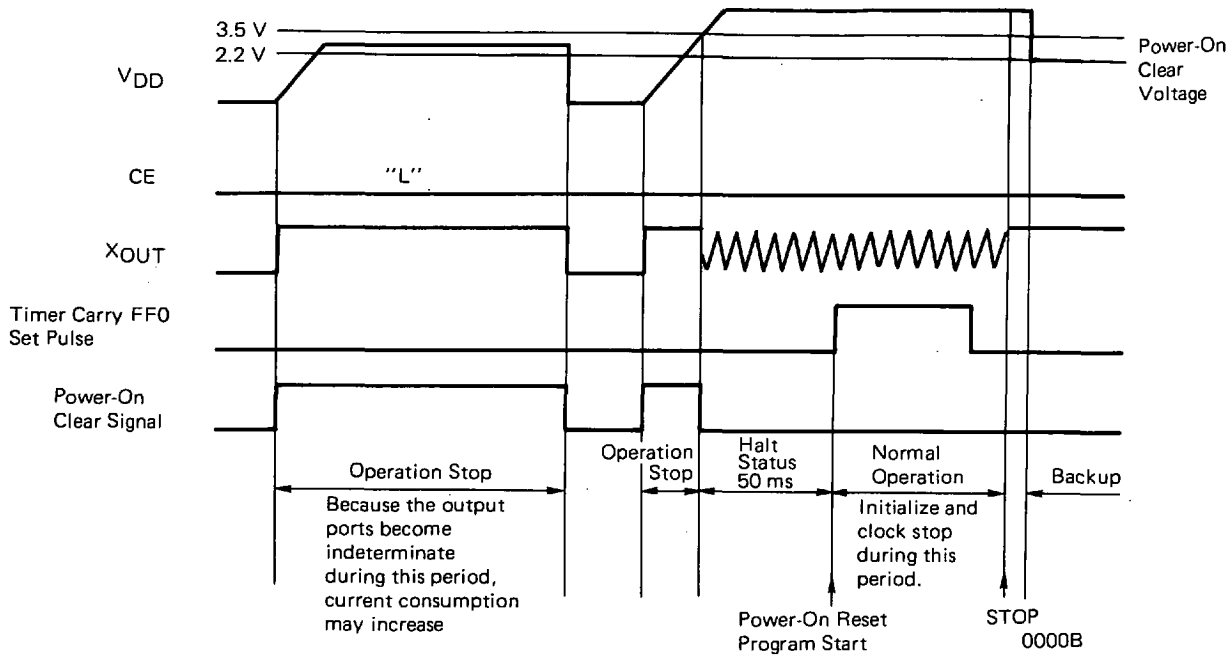 3.5 V
2.2 V
VDD
Power-On
Clear
Voltage
CE
"L"
XOUT
Timer Carry FF0
Set Pulse
Power-On
Clear Signal
Operation Stop
Because the output
ports become
indeterminate
during this period,
current consumption
may increase
Operation
Stop
Halt
Status
50 ms
Normal
Operation
Initialize and
clock stop
during this
period.
Backup
Power-On Reset
Program Start
STOP
0000B